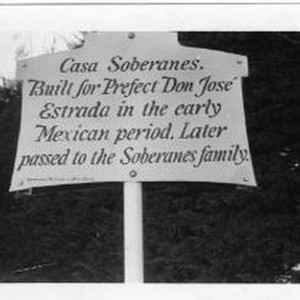 Casa Soberanes.
Built for Prefect Don José
Estrada in the early
Mexican period. Later
passed to the Soberanes family.